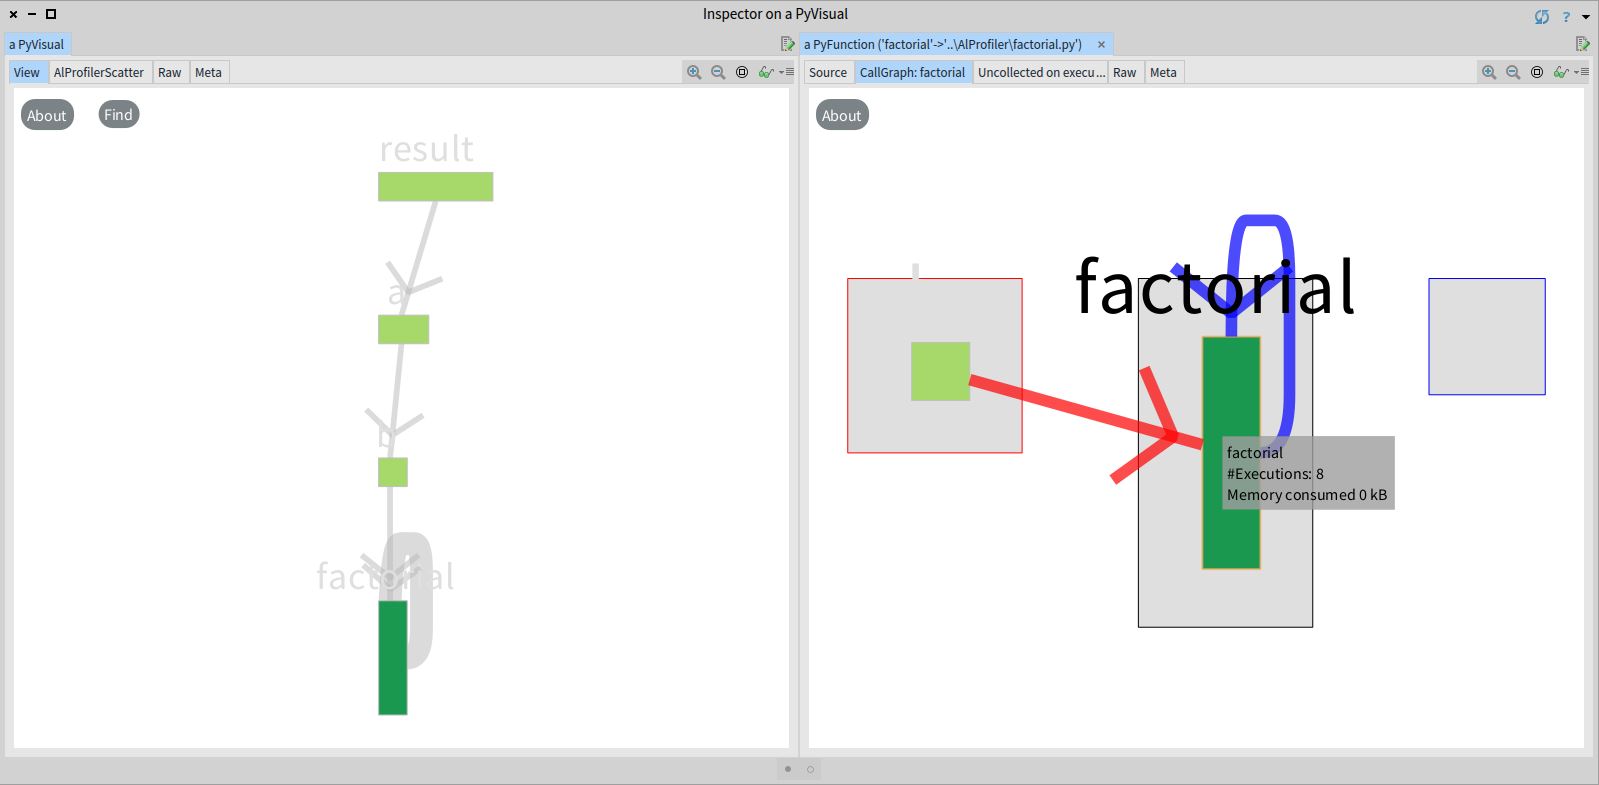 Inspector on a PyVisual
?
a PyVisual
View AlProfilerScatter Raw Meta
About Find
result
a
b
factorial
a PyFunction ('factorial'->'..\AlProfiler\factorial.py')
Source CallGraph: factorial Uncollected on execu... Raw Meta
About
factorial
factorial
#Executions: 8
Memory consumed 0 kB